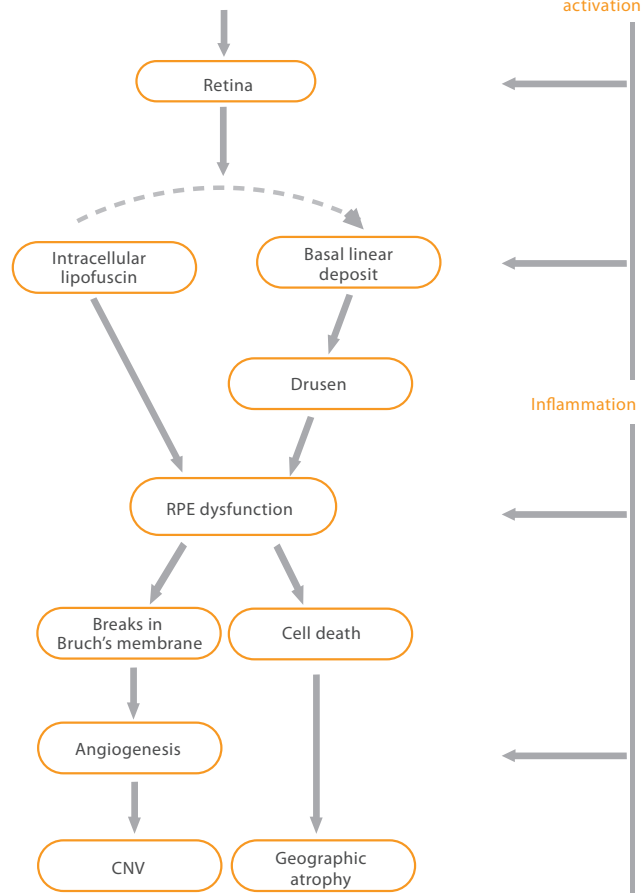 activation
Retina
Intracellular
lipofuscin
Basal linear
deposit
Drusen
Inflammation
RPE dysfunction
Breaks in
Bruch’s membrane
Cell death
Angiogenesis
CNV
Geographic
atrophy